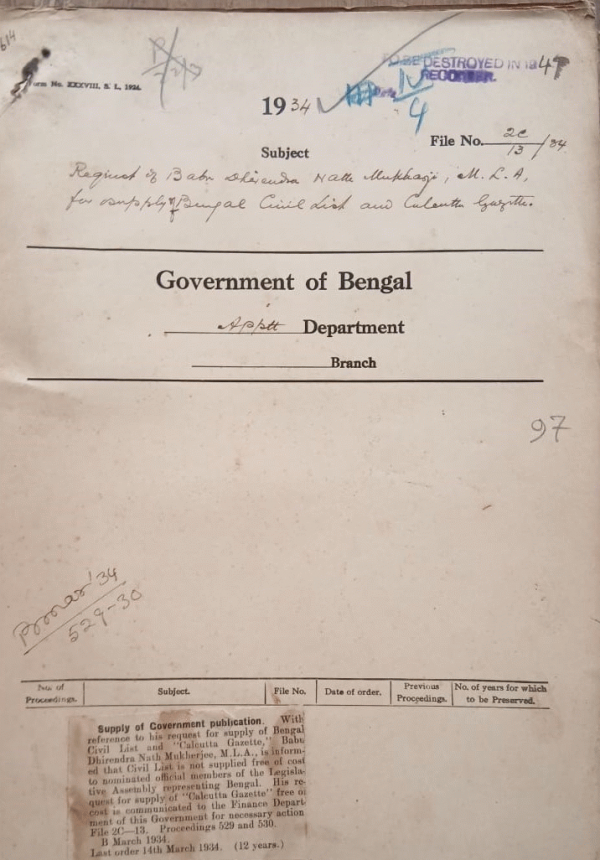 614
Form No. XXXVIII, S. L., 1924.
TO BE DESTROYED IN 1947
RECORDER.
IV
4
1934
File No. 2C/13/34
Subject
Request of Babu Dhirendra Nath Mukharji, M. L. A,
for supply of Bengal Civil List and Calcutta Gazette.
Government of Bengal
Apptt Department
Branch
97
B mar '34
529-30
No. of Proceedings. Subject. File No. Date of order. Previous Proceedings. No. of years for which to be Preserved.
Supply of Government publication. With
reference to his request for supply of Bengal
Civil List and "Calcutta Gazette," Babu
Dhirendra Nath Mukherjee, M.L.A., is inform-
ed that Civil List is not supplied free of cost
to nominated official members of the Legisla-
tive Assembly representing Bengal. His re-
quest for supply of "Calcutta Gazette" free of
cost is communicated to the Finance Depart-
ment of this Government for necessary action
File 2C—13. Proceedings 529 and 530.
B March 1934.
Last order 14th March 1934. (12 years.)